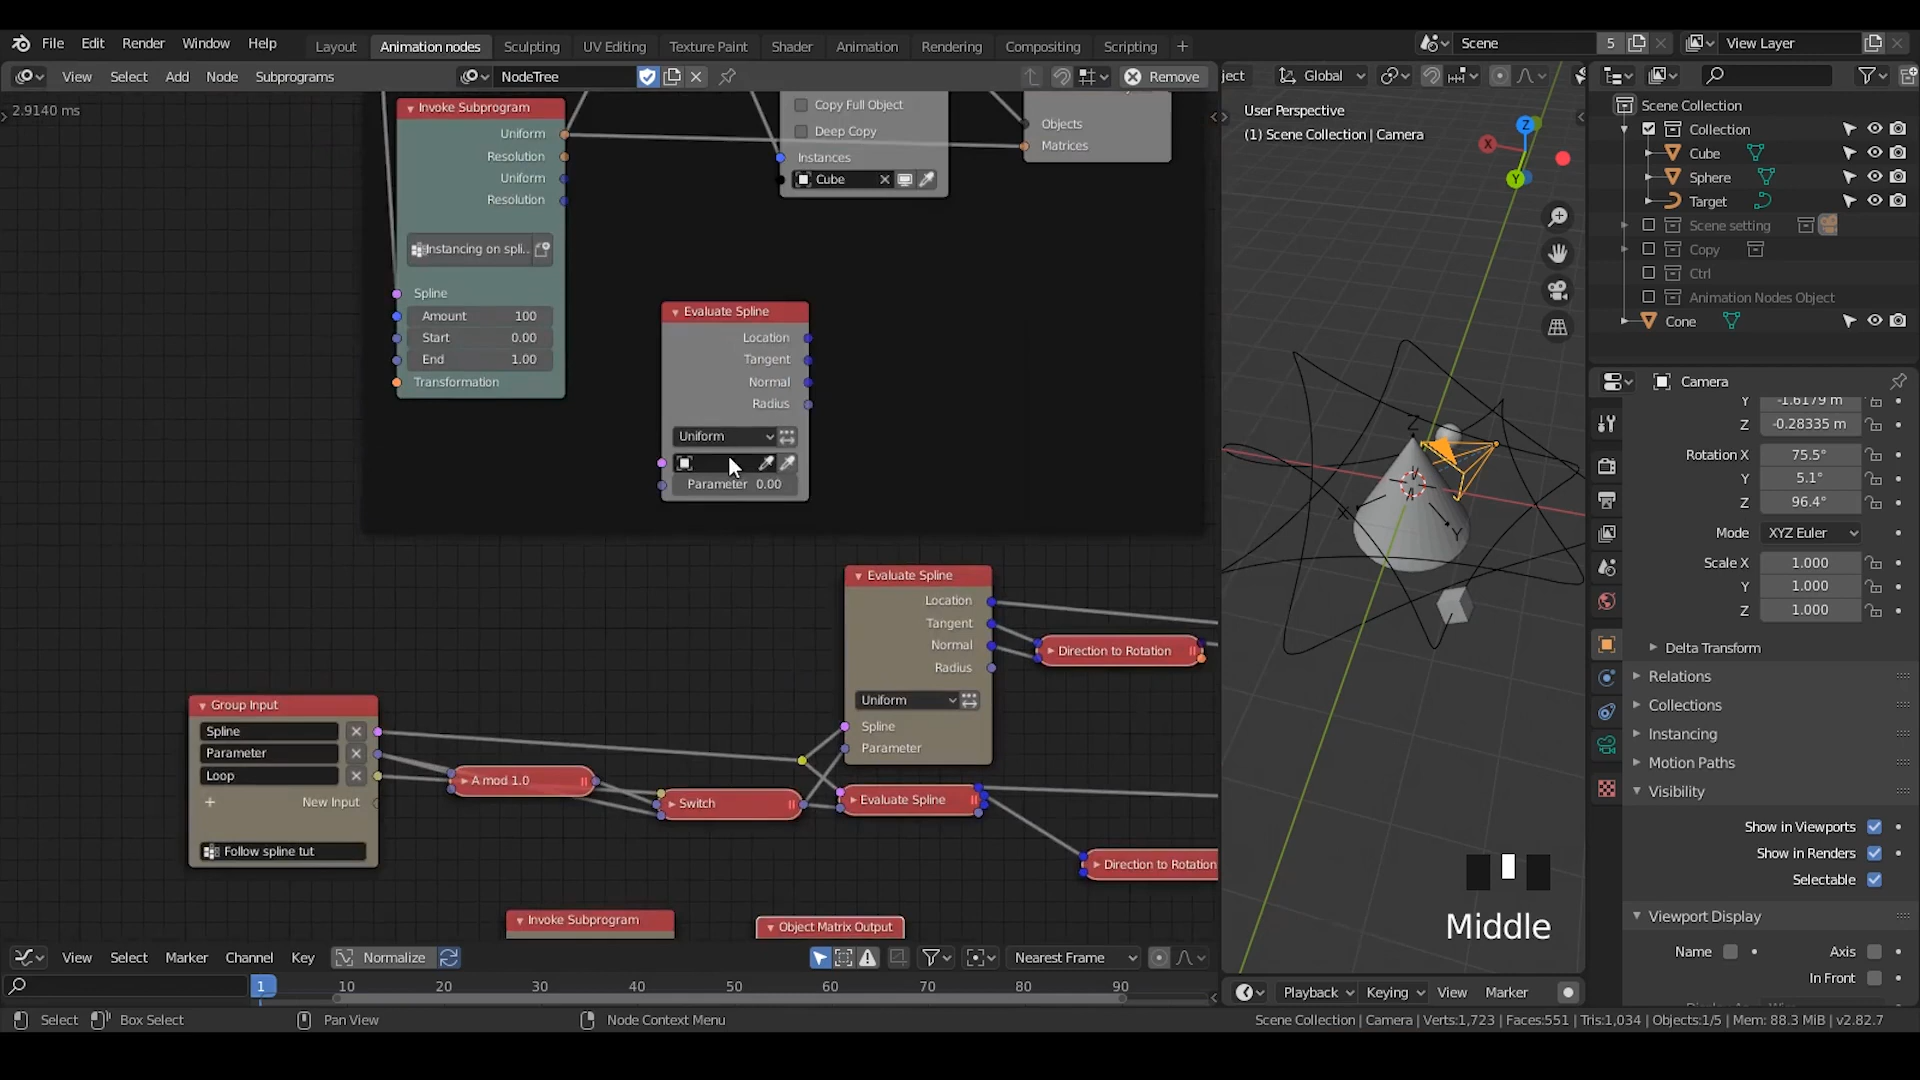 File Edit Render Window Help Layout Animation nodes Sculpting UV Editing Texture Paint Shader Animation Rendering Compositing Scripting + Scene 5 View Layer
View Select Add Node Subprograms NodeTree Remove ject Global
2.9140 ms
Invoke Subprogram
Uniform
Resolution
Uniform
Resolution
Instancing on spli..
Spline
Amount 100
Start 0.00
End 1.00
Transformation
Copy Full Object
Deep Copy
Instances
Cube
Objects
Matrices
Evaluate Spline
Location
Tangent
Normal
Radius
Uniform
Parameter 0.00
Evaluate Spline
Location
Tangent
Normal
Radius
Uniform
Spline
Parameter
Direction to Rotation
Group Input
Spline
Parameter
Loop
New Input
Follow spline tut
A mod 1.0
Switch
Evaluate Spline
Direction to Rotation
Invoke Subprogram
Object Matrix Output
User Perspective
(1) Scene Collection | Camera
X
Y
Z
Z
X
Y
Middle
Scene Collection
Collection
Cube
Sphere
Target
Scene setting
Copy
Ctrl
Animation Nodes Object
Cone
Camera
Y -1.6179 m
Z -0.28335 m
Rotation X 75.5°
Y 5.1°
Z 96.4°
Mode XYZ Euler
Scale X 1.000
Y 1.000
Z 1.000
Delta Transform
Relations
Collections
Instancing
Motion Paths
Visibility
Show in Viewports
Show in Renders
Selectable
Viewport Display
Name Axis
In Front
View Select Marker Channel Key Normalize Nearest Frame
1 10 20 30 40 50 60 70 80 90
Playback Keying View Marker
Select Box Select Pan View Node Context Menu
Scene Collection | Camera | Verts:1,723 | Faces:551 | Tris:1,034 | Objects:1/5 | Mem: 88.3 MiB | v2.82.7